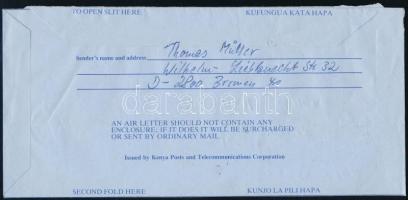 TO OPEN SLIT HERE KUFUNGUA KATA HAPA
Sender's name and address Thomas Müller
Wilhelm- Liebknecht Str 32
D-2800 Bremen
darabanth
AN AIR LETTER SHOULD NOT CONTAIN ANY
ENCLOSURE; IF IT DOES IT WILL BE SURCHARGED
OR SENT BY ORDINARY MAIL
Issued by Kenya Posts and Telecommunications Corporation
SECOND FOLD HERE KUNJO LA PILI HAPA